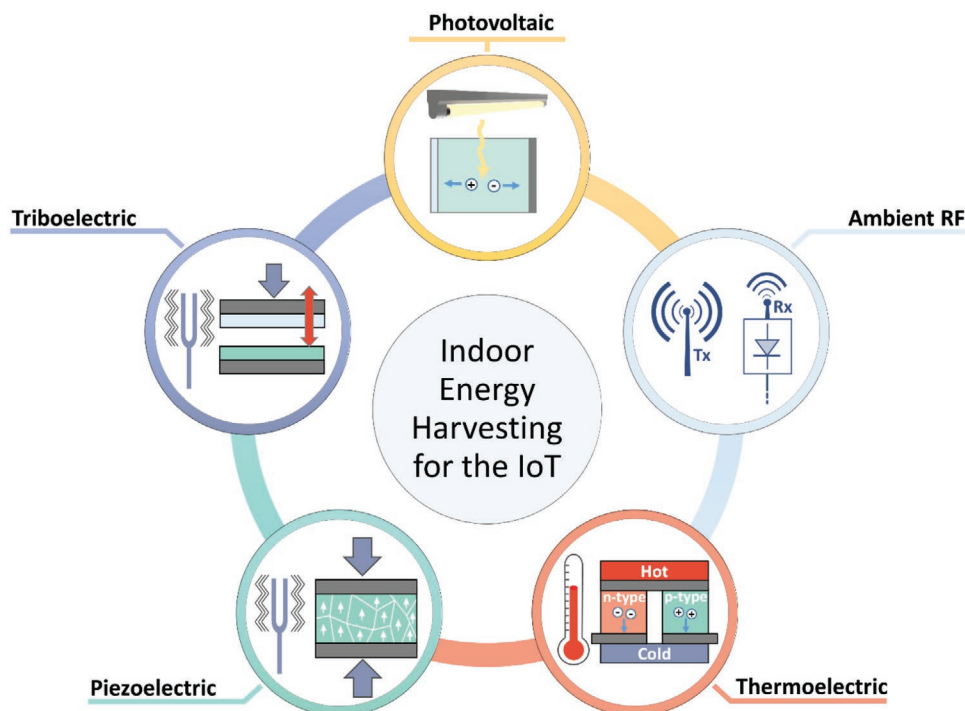 Photovoltaic
Triboelectric
Ambient RF
Tx
Rx
Indoor
Energy
Harvesting
for the IoT
Hot
n-type
p-type
Cold
Piezoelectric
Thermoelectric